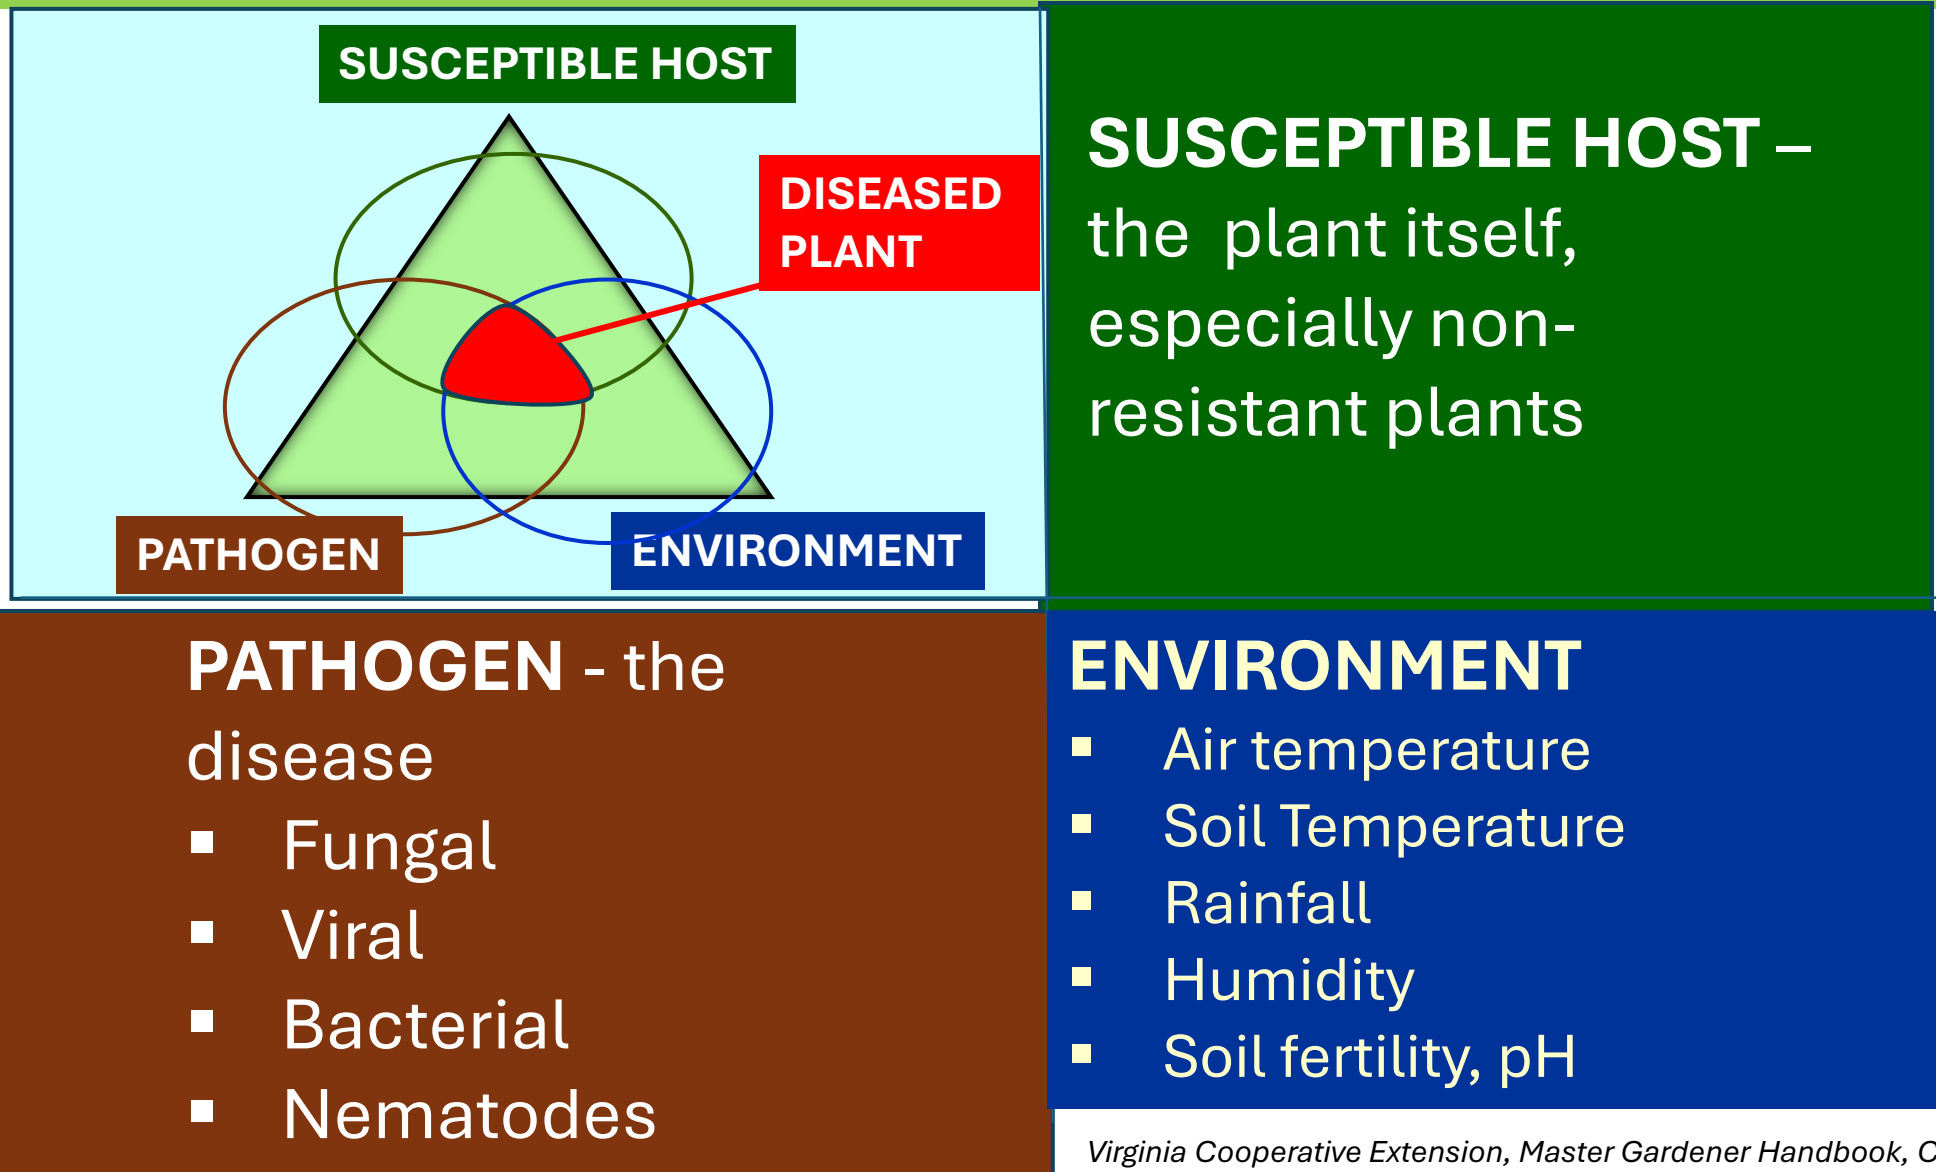 SUSCEPTIBLE HOST
DISEASED
PLANT
PATHOGEN
ENVIRONMENT
SUSCEPTIBLE HOST –
the  plant itself,
especially non-
resistant plants
PATHOGEN - the
disease
▪ Fungal
▪ Viral
▪ Bacterial
▪ Nematodes
ENVIRONMENT
▪ Air temperature
▪ Soil Temperature
▪ Rainfall
▪ Humidity
▪ Soil fertility, pH
Virginia Cooperative Extension, Master Gardener Handbook,